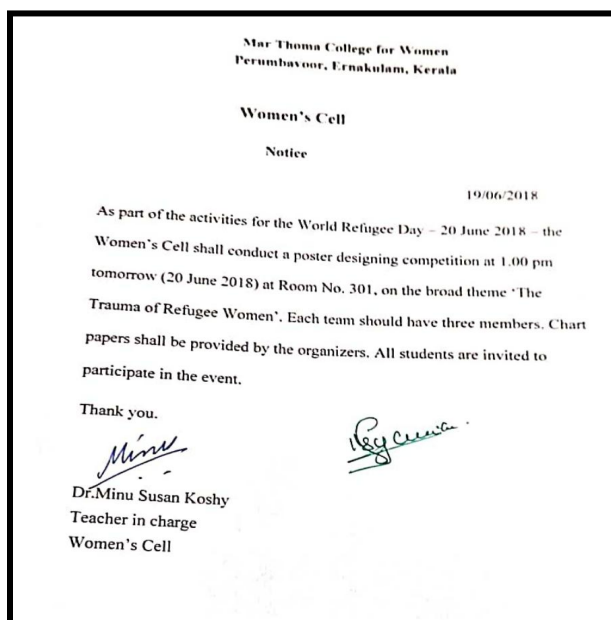 Mar Thoma College for Women
Perumbavoor, Ernakulam, Kerala
Women's Cell
Notice
19/06/2018
As part of the activities for the World Refugee Day – 20 June 2018 – the
Women's Cell shall conduct a poster designing competition at 1.00 pm
tomorrow (20 June 2018) at Room No. 301, on the broad theme 'The
Trauma of Refugee Women'. Each team should have three members. Chart
papers shall be provided by the organizers. All students are invited to
participate in the event.
Thank you.
Minu
Dr.Minu Susan Koshy
Teacher in charge
Women's Cell